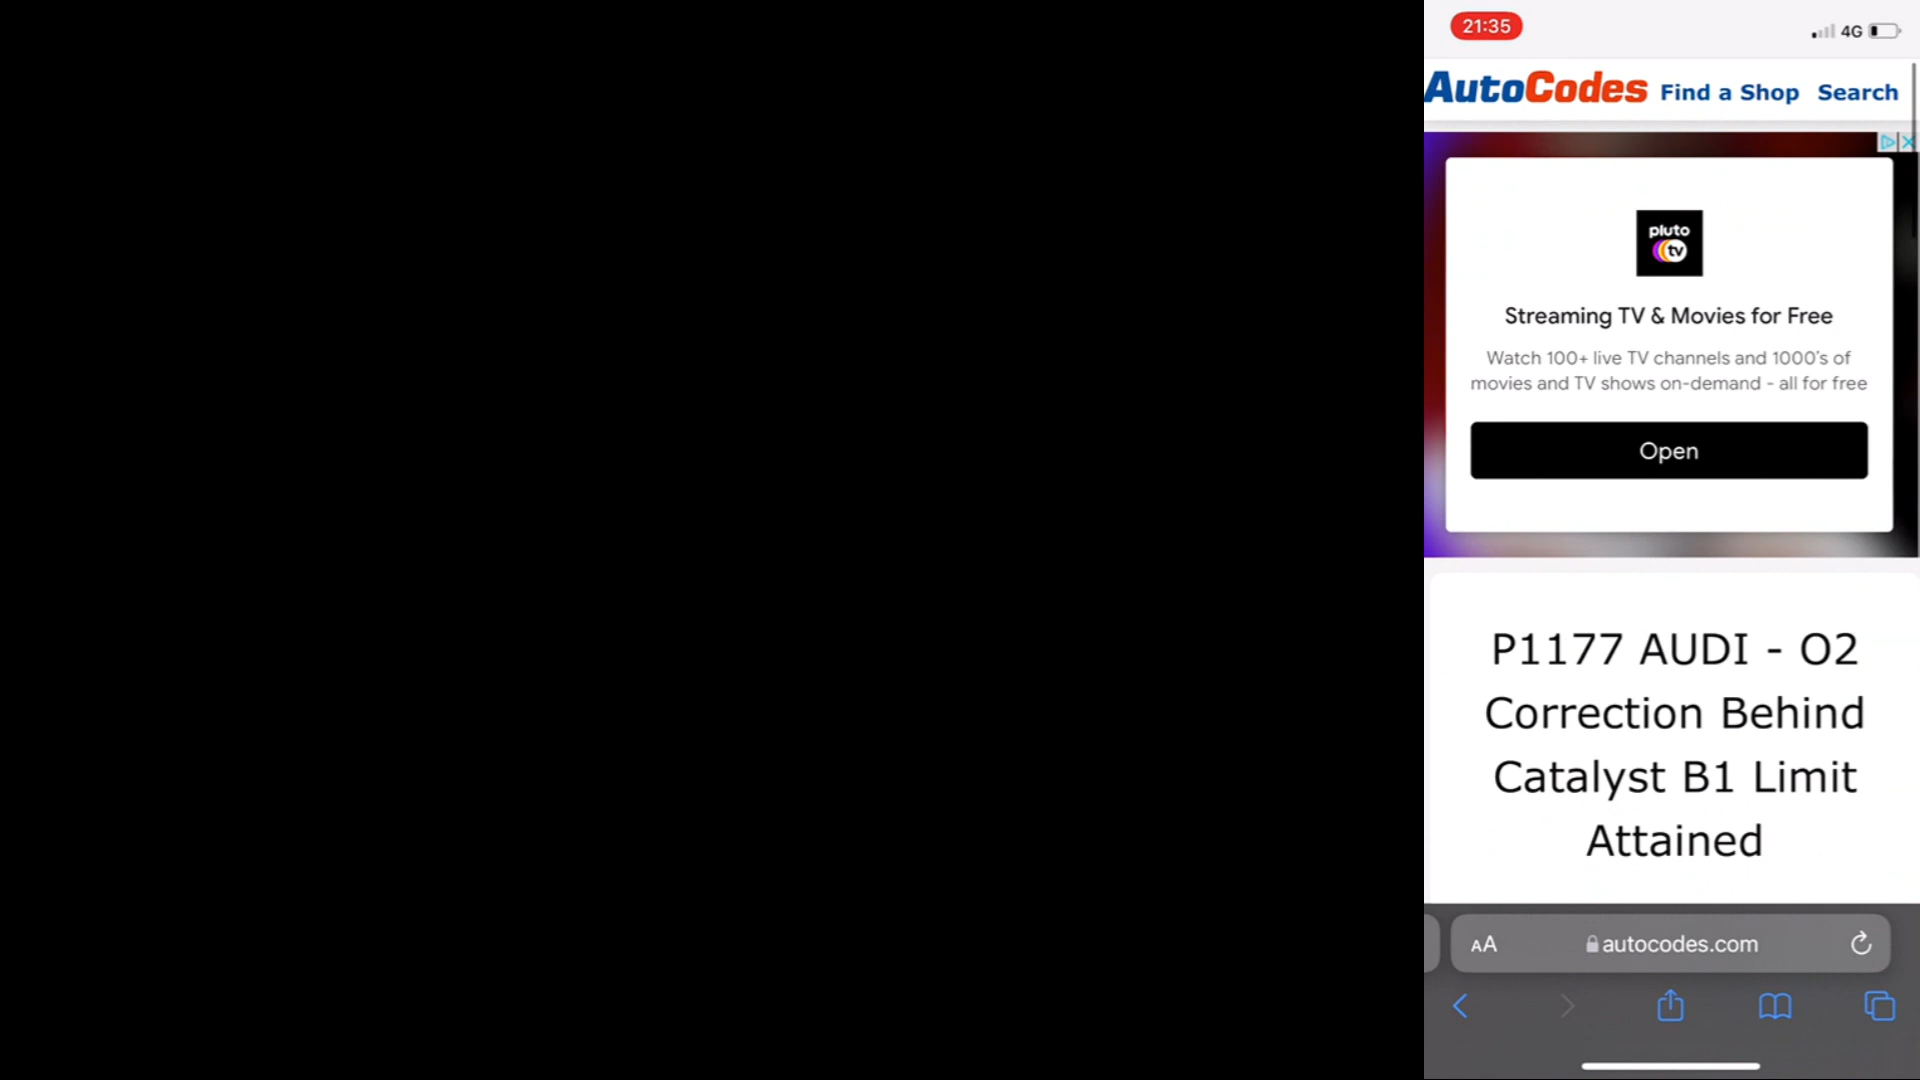 21:35
4G
AutoCodes Find a Shop Search
pluto
tv
Streaming TV & Movies for Free
Watch 100+ live TV channels and 1000's of
movies and TV shows on-demand - all for free
Open
P1177 AUDI - O2
Correction Behind
Catalyst B1 Limit
Attained
AA autocodes.com